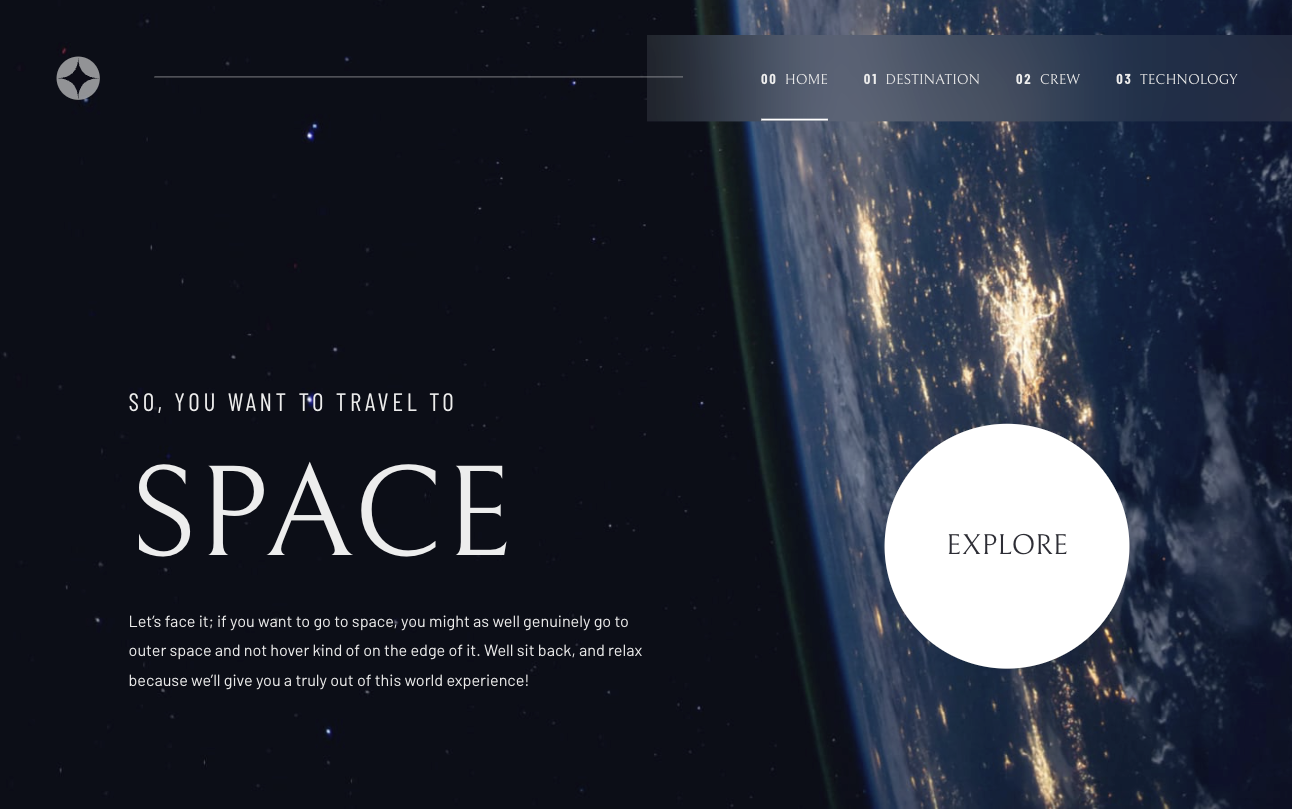 00 HOME 01 DESTINATION 02 CREW 03 TECHNOLOGY
SO, YOU WANT TO TRAVEL TO
SPACE
Let’s face it; if you want to go to space, you might as well genuinely go to
outer space and not hover kind of on the edge of it. Well sit back, and relax
because we’ll give you a truly out of this world experience!
EXPLORE